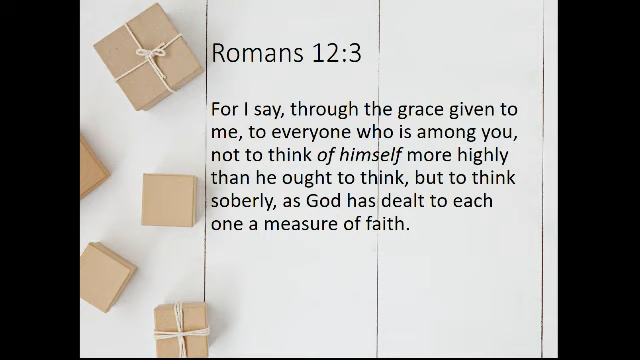 Romans 12:3
For I say, through the grace given to
me, to everyone who is among you,
not to think of himself more highly
than he ought to think, but to think
soberly, as God has dealt to each
one a measure of faith.